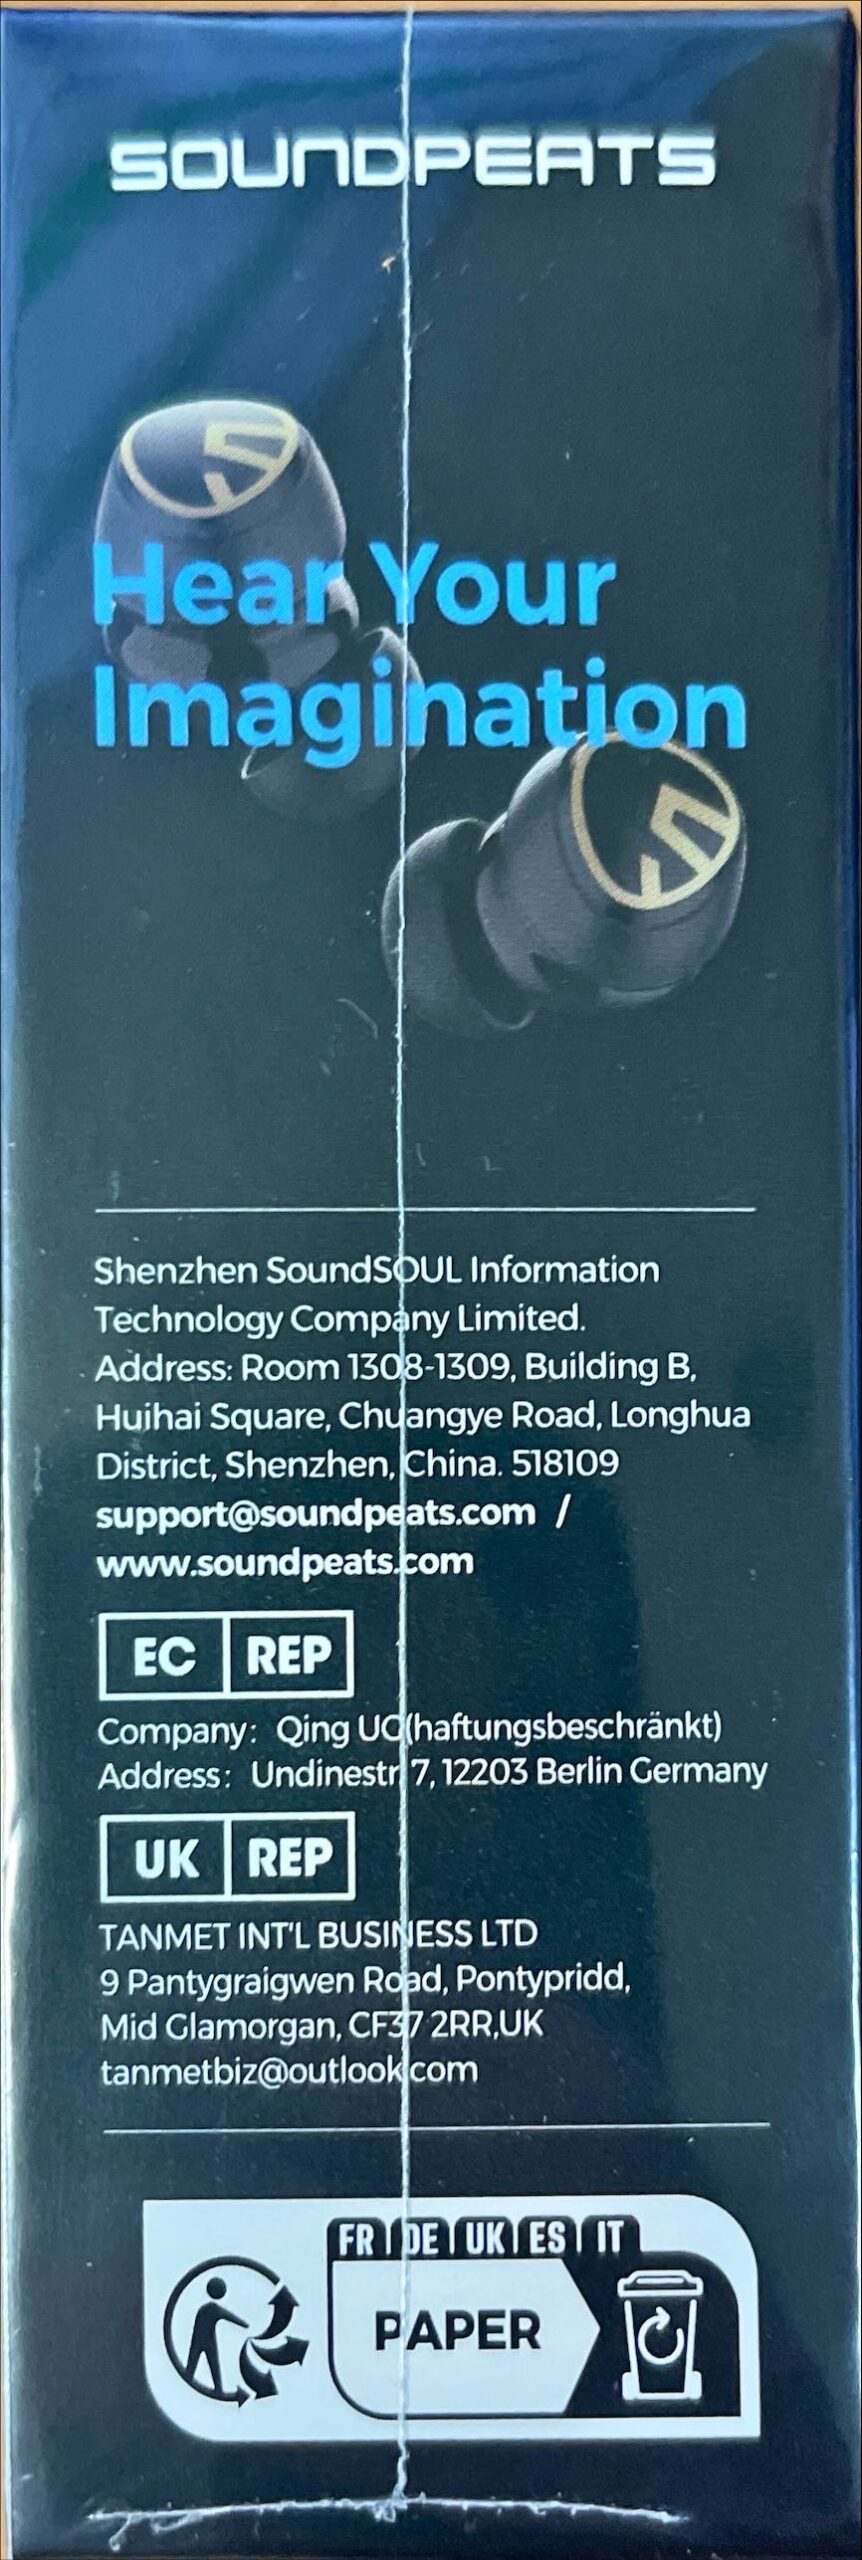 SOUNDPEATS
Hear Your
Imagination
Shenzhen SoundSOUL Information
Technology Company Limited.
Address: Room 1308-1309, Building B,
Huihai Square, Chuangye Road, Longhua
District, Shenzhen, China. 518109
support@soundpeats.com /
www.soundpeats.com
EC REP
Company: Qing UG(haftungsbeschränkt)
Address: Undinestr 7, 12203 Berlin Germany
UK REP
TANMET INT'L BUSINESS LTD
9 Pantygraigwen Road, Pontypridd,
Mid Glamorgan, CF37 2RR,UK
tanmetbiz@outlook.com
FR DE UK ES IT
PAPER